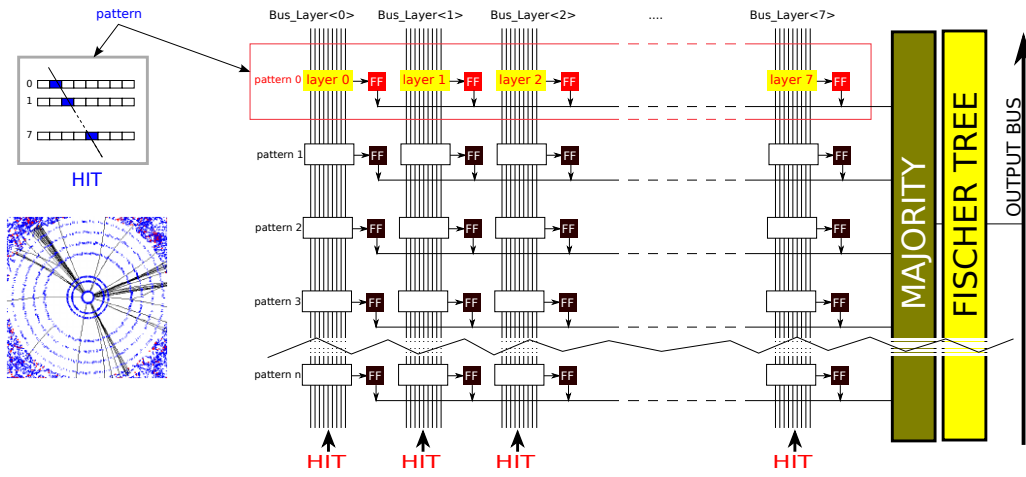 pattern
0
1
7
HIT
Bus_Layer<0> Bus_Layer<1> Bus_Layer<2> .... Bus_Layer<7>
pattern 0 layer 0 FF layer 1 FF layer 2 FF layer 7 FF
pattern 1 FF FF FF FF
pattern 2 FF FF FF FF
pattern 3 FF FF FF FF
pattern n FF FF FF FF
HIT HIT HIT HIT
MAJORITY
FISCHER TREE
OUTPUT BUS